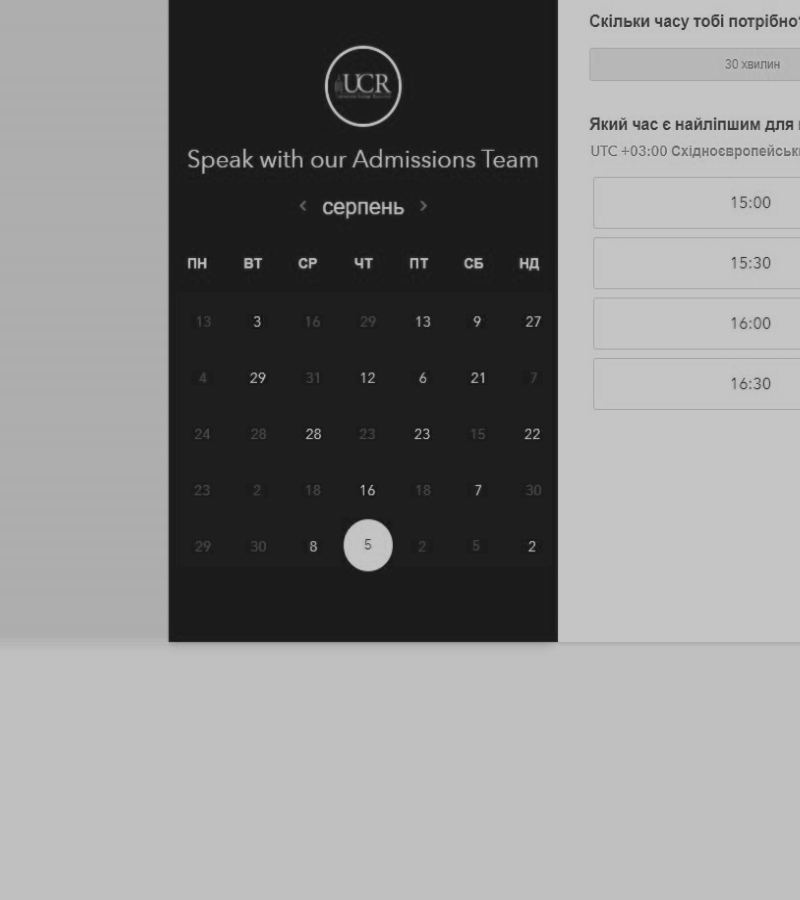 UCR
Speak with our Admissions Team
серпень
ПН ВТ СР ЧТ ПТ СБ НД
13 3 16 29 13 9 27
4 29 31 12 6 21 7
24 28 28 23 23 15 22
23 2 18 16 18 7 30
29 30 8 5 2 5 2
Скільки часу тобі потрібно
30 хвилин
Який час є найліпшим для
UTC +03:00 Східноєвропейськ
15:00
15:30
16:00
16:30